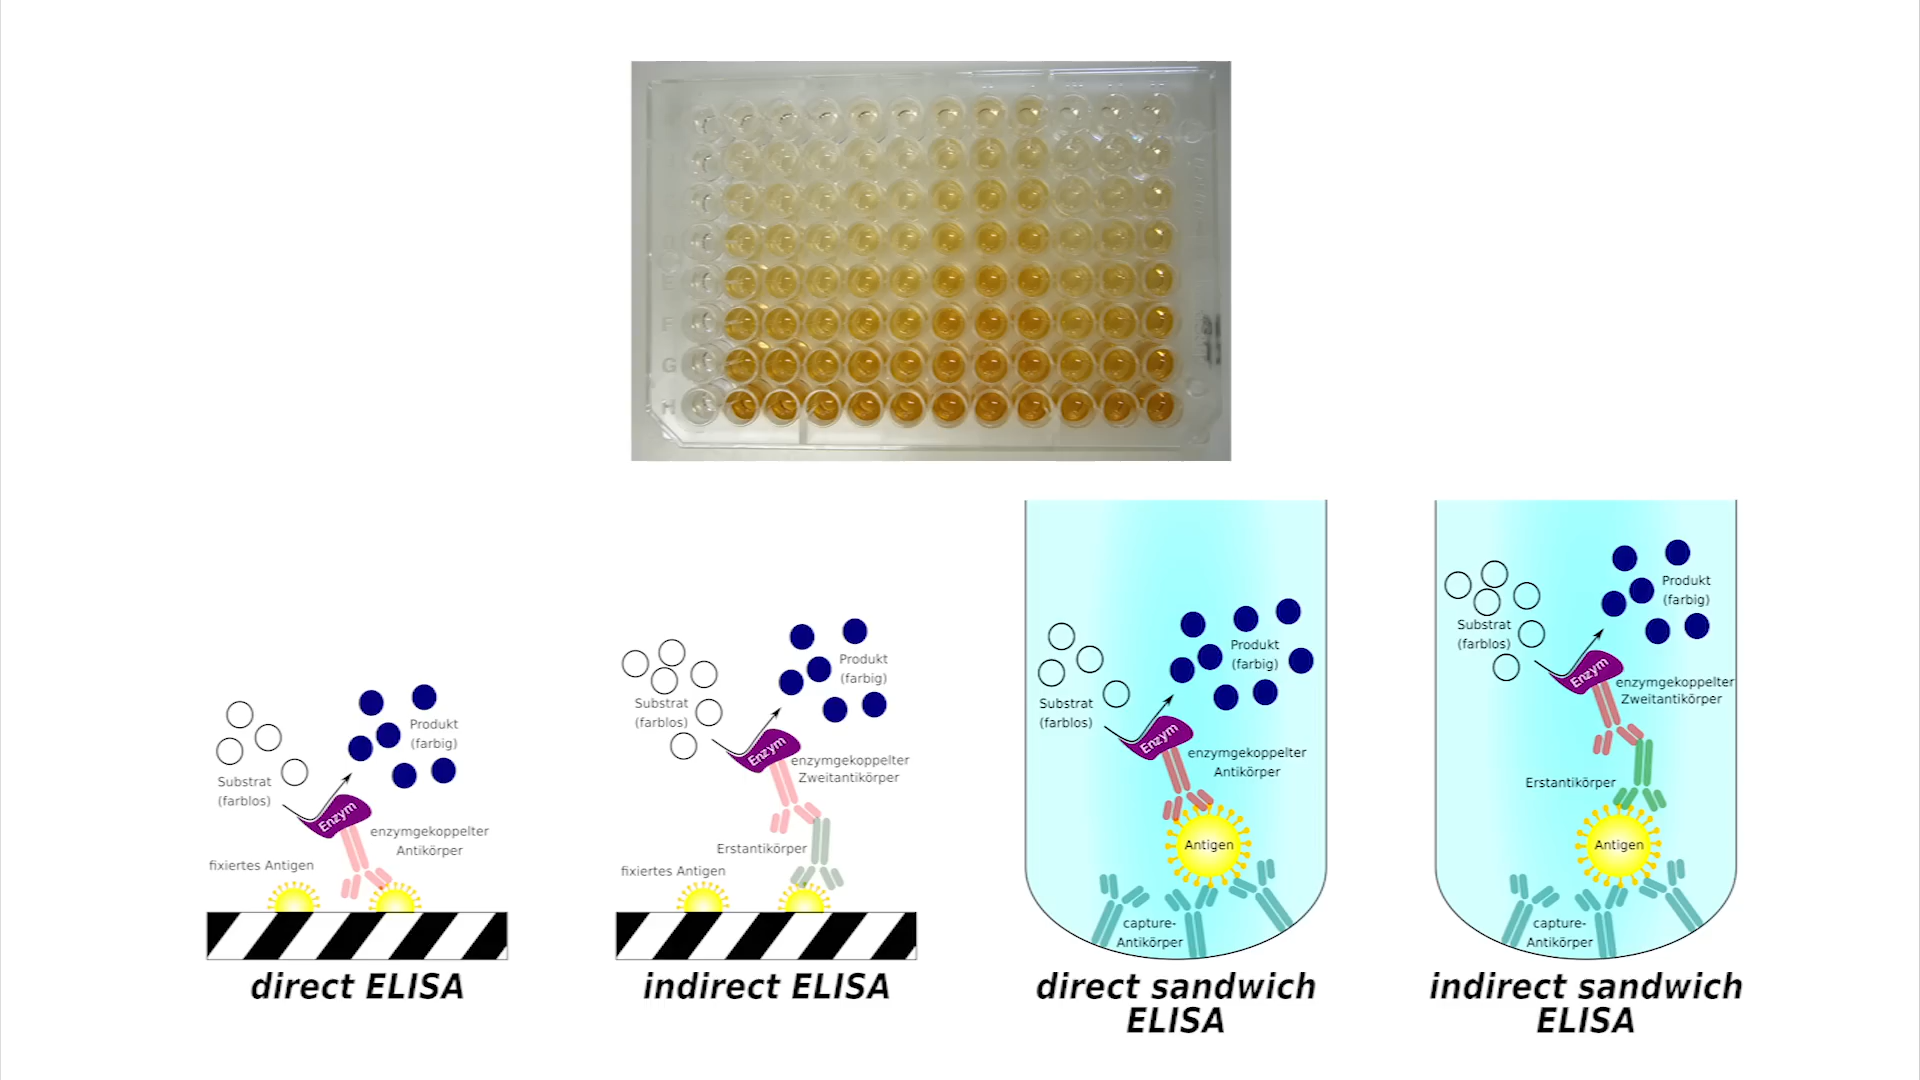 F
G
H
Substrat
(farblos)
Produkt
(farbig)
Enzym
enzymgekoppelter
Antikörper
fixiertes Antigen
direct ELISA
Substrat
(farblos)
Produkt
(farbig)
Enzym
enzymgekoppelter
Zweitantikörper
Erstantikörper
fixiertes Antigen
indirect ELISA
Substrat
(farblos)
Produkt
(farbig)
Enzym
enzymgekoppelter
Antikörper
Antigen
capture-
Antikörper
direct sandwich
ELISA
Substrat
(farblos)
Produkt
(farbig)
Enzym
enzymgekoppelter
Zweitantikörper
Erstantikörper
Antigen
capture-
Antikörper
indirect sandwich
ELISA